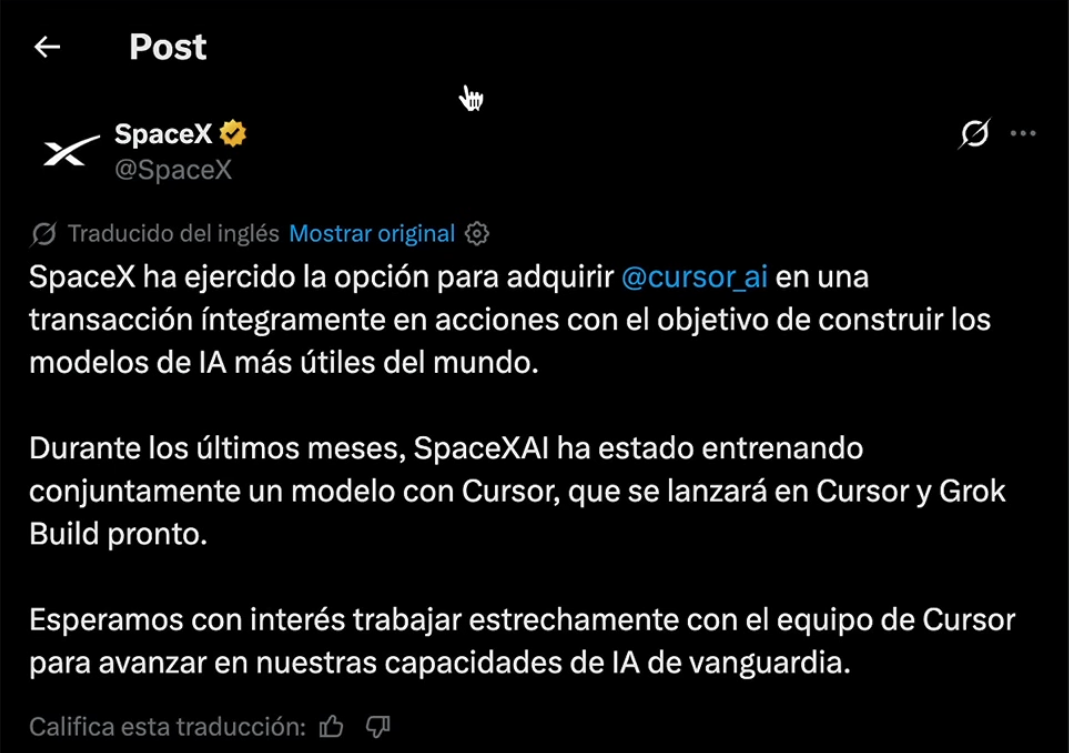 Post
SpaceX
@SpaceX
Traducido del inglés Mostrar original
SpaceX ha ejercido la opción para adquirir @cursor_ai en una
transacción íntegramente en acciones con el objetivo de construir los
modelos de IA más útiles del mundo.
Durante los últimos meses, SpaceXAI ha estado entrenando
conjuntamente un modelo con Cursor, que se lanzará en Cursor y Grok
Build pronto.
Esperamos con interés trabajar estrechamente con el equipo de Cursor
para avanzar en nuestras capacidades de IA de vanguardia.
Califica esta traducción: